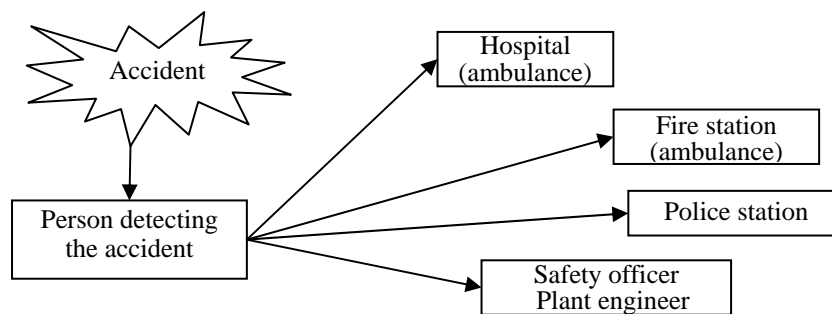 Accident
Person detecting
the accident
Hospital
(ambulance)
Fire station
(ambulance)
Police station
Safety officer
Plant engineer